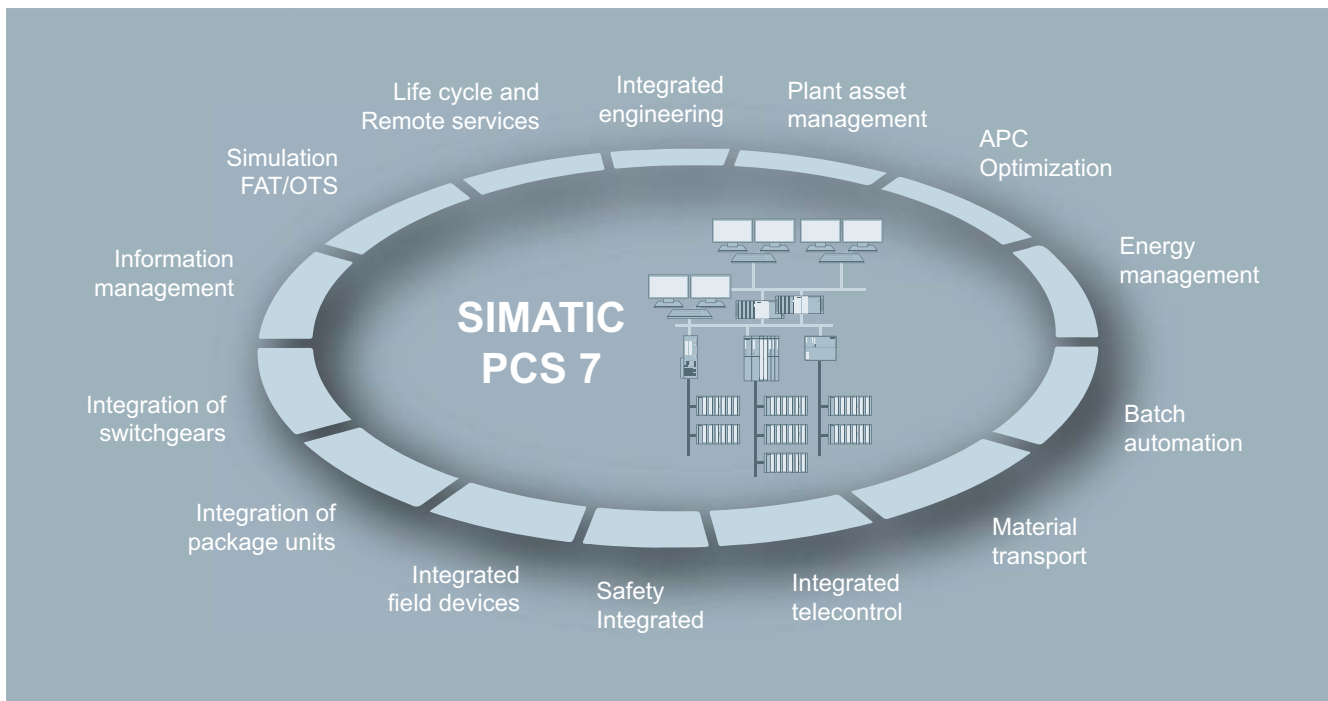 Integrated
engineering
Plant asset
management
APC
Optimization
Energy
management
Batch
automation
Material
transport
Integrated
telecontrol
Safety
Integrated
Integrated
field devices
Integration of
package units
Integration of
switchgears
Information
management
Simulation
FAT/OTS
Life cycle and
Remote services
SIMATIC
PCS 7